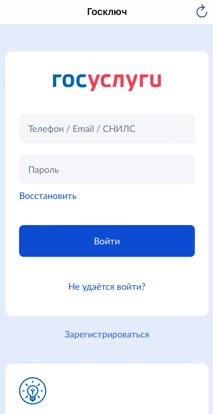 Госключ
госуслуги
Телефон / Email / СНИЛС
Пароль
Восстановить
Войти
Не удаётся войти?
Зарегистрироваться